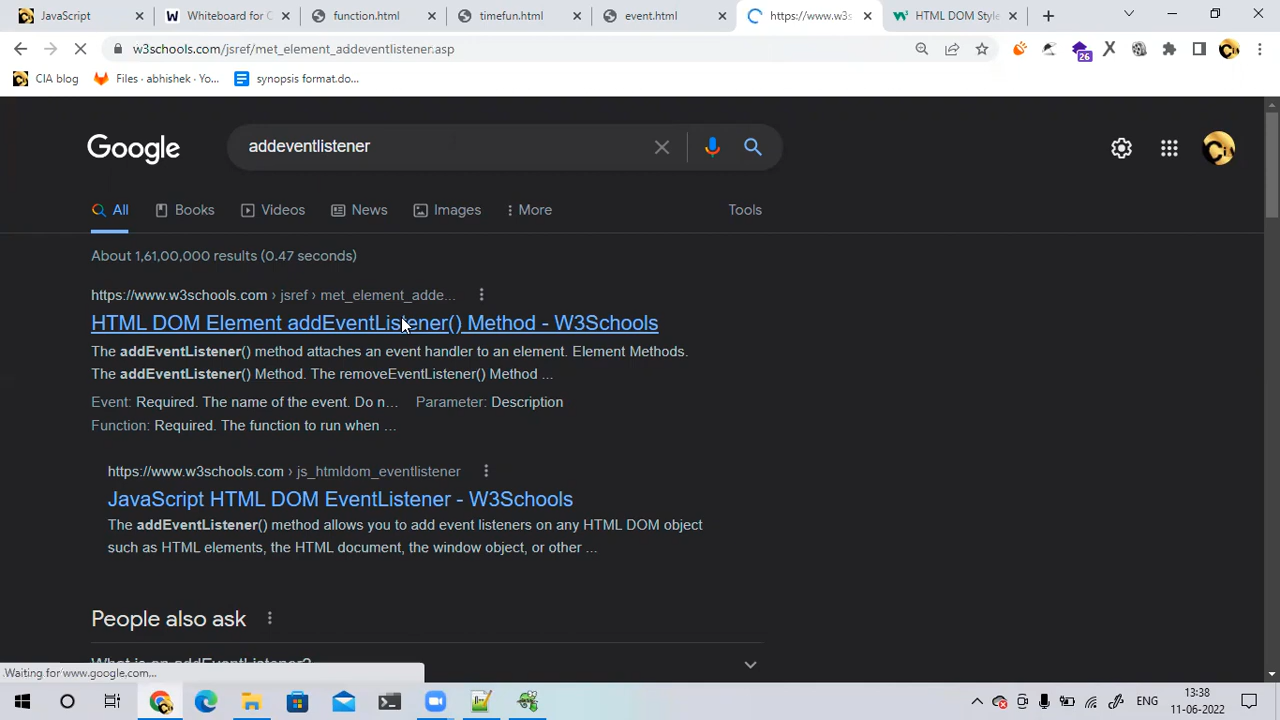 JavaScript
Whiteboard for C
function.html
timefun.html
event.html
https://www.w3s
HTML DOM Style
w3schools.com/jsref/met_element_addeventlistener.asp
26
CIA blog
Files · abhishek · Yo...
synopsis format.do...
Google
addeventlistener
All
Books
Videos
News
Images
More
Tools
About 1,61,00,000 results (0.47 seconds)
https://www.w3schools.com › jsref › met_element_adde...
HTML DOM Element addEventListener() Method - W3Schools
The addEventListener() method attaches an event handler to an element. Element Methods.
The addEventListener() Method. The removeEventListener() Method ...
Event: Required. The name of the event. Do n... Parameter: Description
Function: Required. The function to run when ...
https://www.w3schools.com › js_htmldom_eventlistener
JavaScript HTML DOM EventListener - W3Schools
The addEventListener() method allows you to add event listeners on any HTML DOM object
such as HTML elements, the HTML document, the window object, or other ...
People also ask
What is an addEventListener?
Waiting for www.google.com...
ENG
13:38
11-06-2022